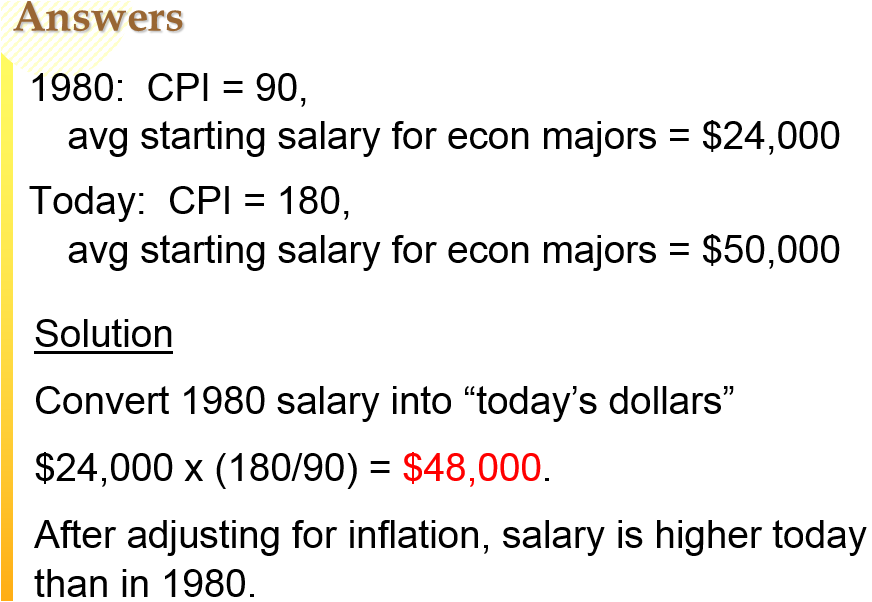 Answers
1980:  CPI = 90,
avg starting salary for econ majors = $24,000
Today:  CPI = 180,
avg starting salary for econ majors = $50,000
Solution
Convert 1980 salary into “today’s dollars”
$24,000 x (180/90) = $48,000.
After adjusting for inflation, salary is higher today
than in 1980.